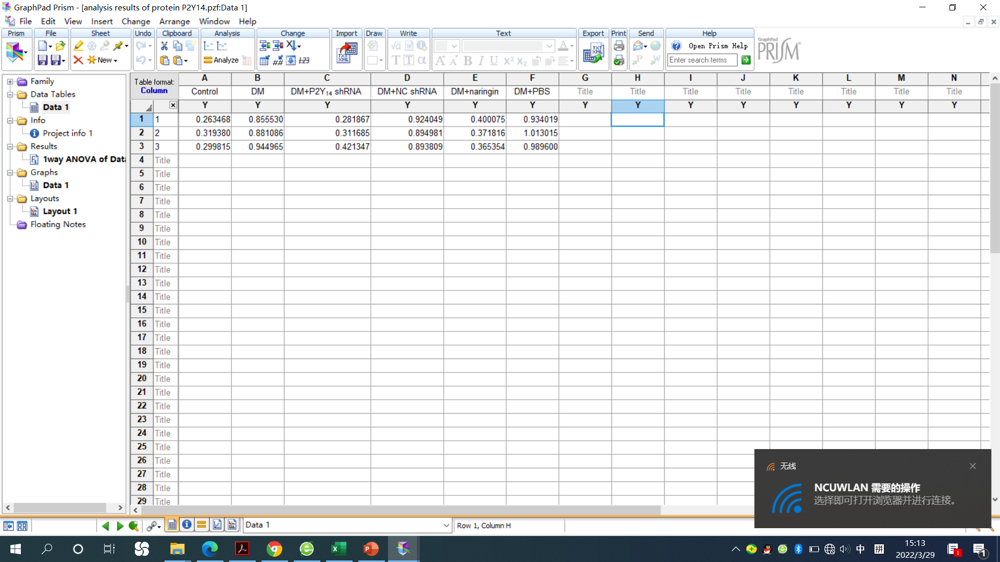 GraphPad Prism - [analysis results of protein P2Y14.pzf:Data 1]
File Edit View Insert Change Arrange Window Help
Prism File Sheet Undo Clipboard Analysis Change Import Draw Write Text Export Print Send Help
Open Prism Help
GraphPad PRISM
New Analyze Enter search terms
Table format: Column
A B C D E F G H I J K L M N
Control DM DM+P2Y₁₄ shRNA DM+NC shRNA DM+naringin DM+PBS Title Title Title Title Title Title Title Title
Y Y Y Y Y Y Y Y Y Y Y Y Y Y
1 1 0.263468 0.855530 0.281867 0.924049 0.400075 0.934019
2 2 0.319380 0.881086 0.311685 0.894981 0.371816 1.013015
3 3 0.299815 0.944965 0.421347 0.893809 0.365354 0.989600
4 Title
5 Title
6 Title
7 Title
8 Title
9 Title
10 Title
11 Title
12 Title
13 Title
14 Title
15 Title
16 Title
17 Title
18 Title
19 Title
20 Title
21 Title
22 Title
23 Title
24 Title
25 Title
26 Title
27 Title
28 Title
29 Title
Family
Data Tables
Data 1
Info
Project info 1
Results
1way ANOVA of Data
Graphs
Data 1
Layouts
Layout 1
Floating Notes
无线
NCUWLAN 需要的操作
选择即可打开浏览器并进行连接。
Data 1
Row 1, Column H
中 拼
15:13
2022/3/29
1
1